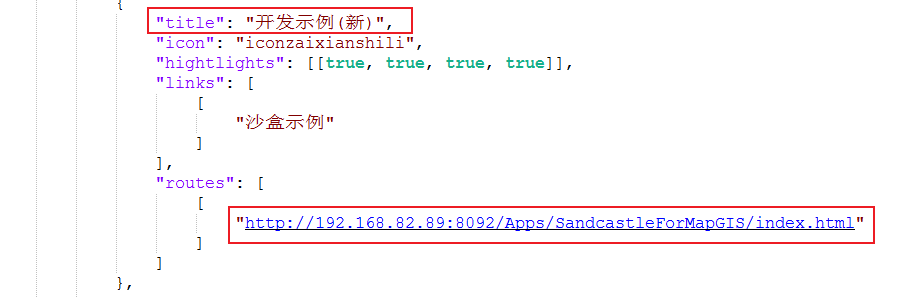 {
"title": "开发示例(新)",
"icon": "iconzaixianshili",
"hightlights": [[true, true, true, true]],
"links": [
[
"沙盒示例"
]
],
"routes": [
[
"http://192.168.82.89:8092/Apps/SandcastleForMapGIS/index.html"
]
]
},